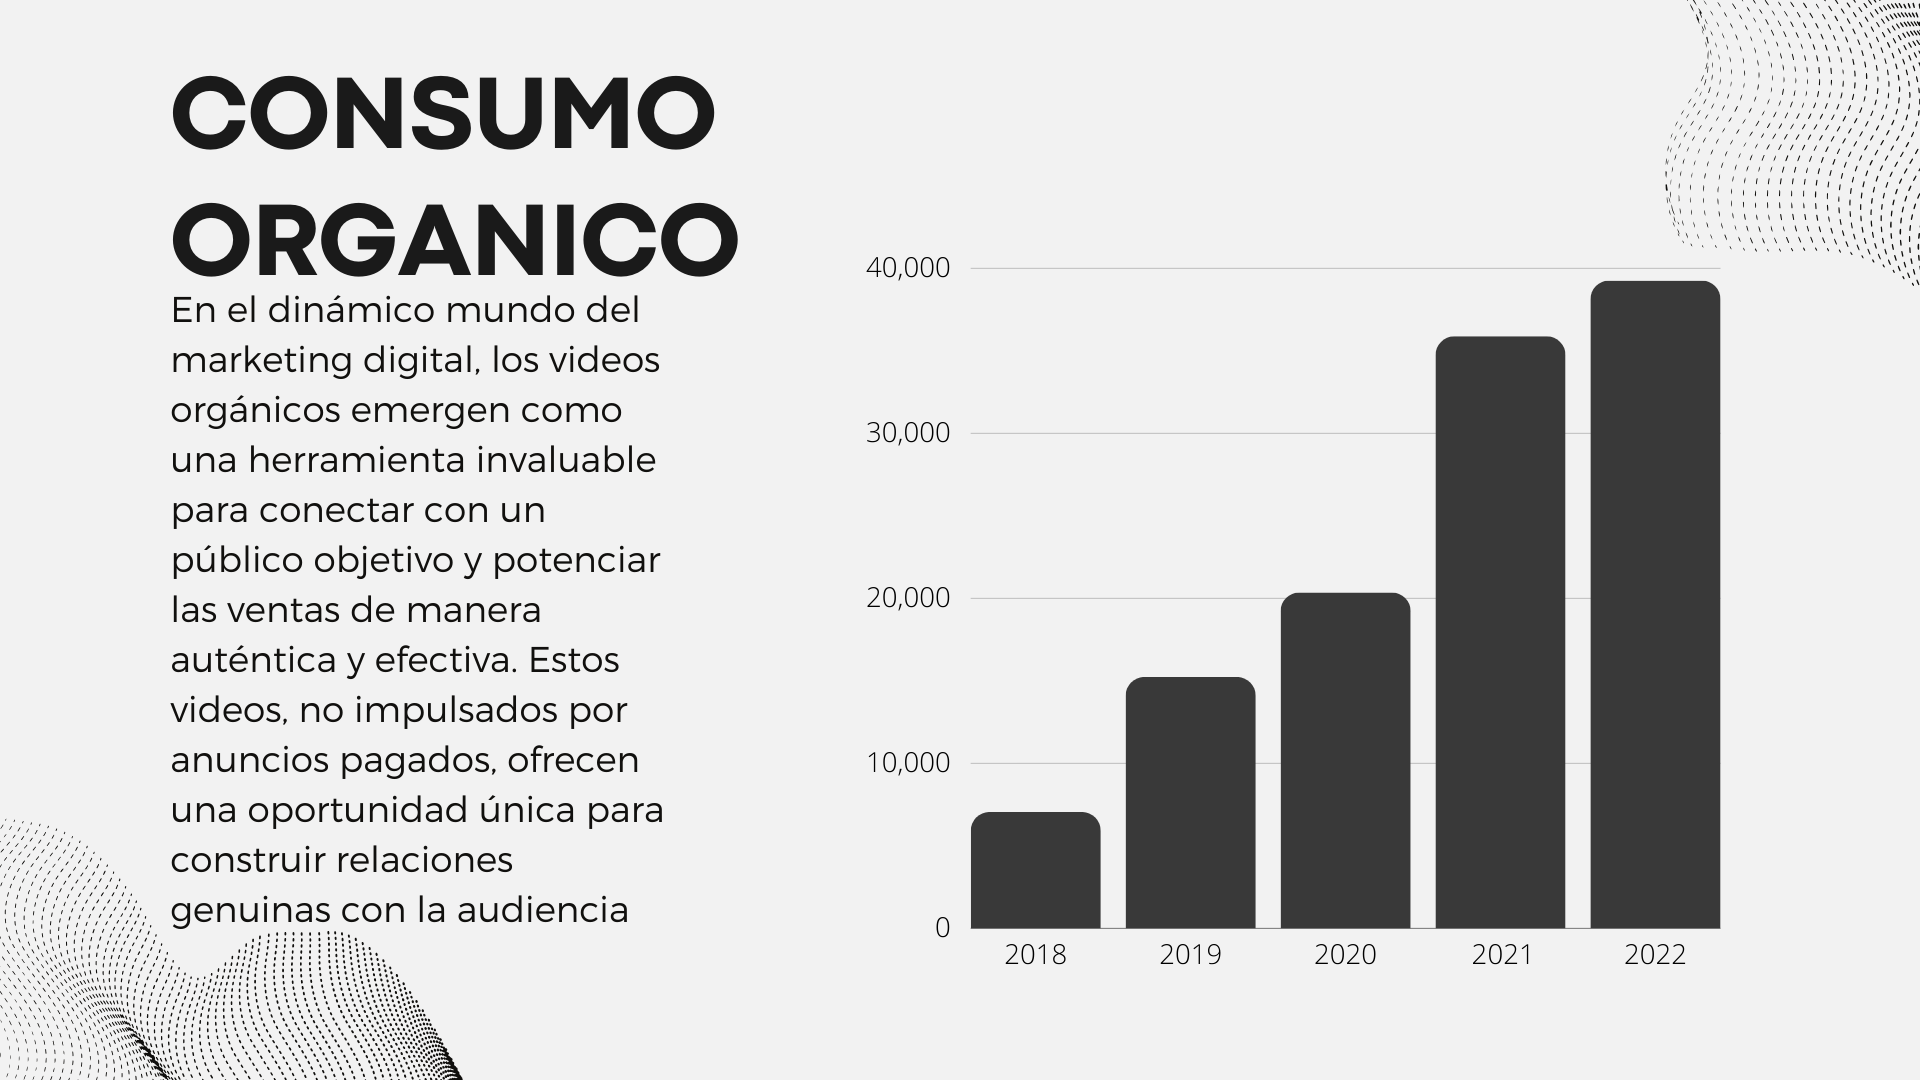 CONSUMO
ORGANICO
En el dinámico mundo del
marketing digital, los videos
orgánicos emergen como
una herramienta invaluable
para conectar con un
público objetivo y potenciar
las ventas de manera
auténtica y efectiva. Estos
videos, no impulsados por
anuncios pagados, ofrecen
una oportunidad única para
construir relaciones
genuinas con la audiencia
40,000
30,000
20,000
10,000
0
2018 2019 2020 2021 2022